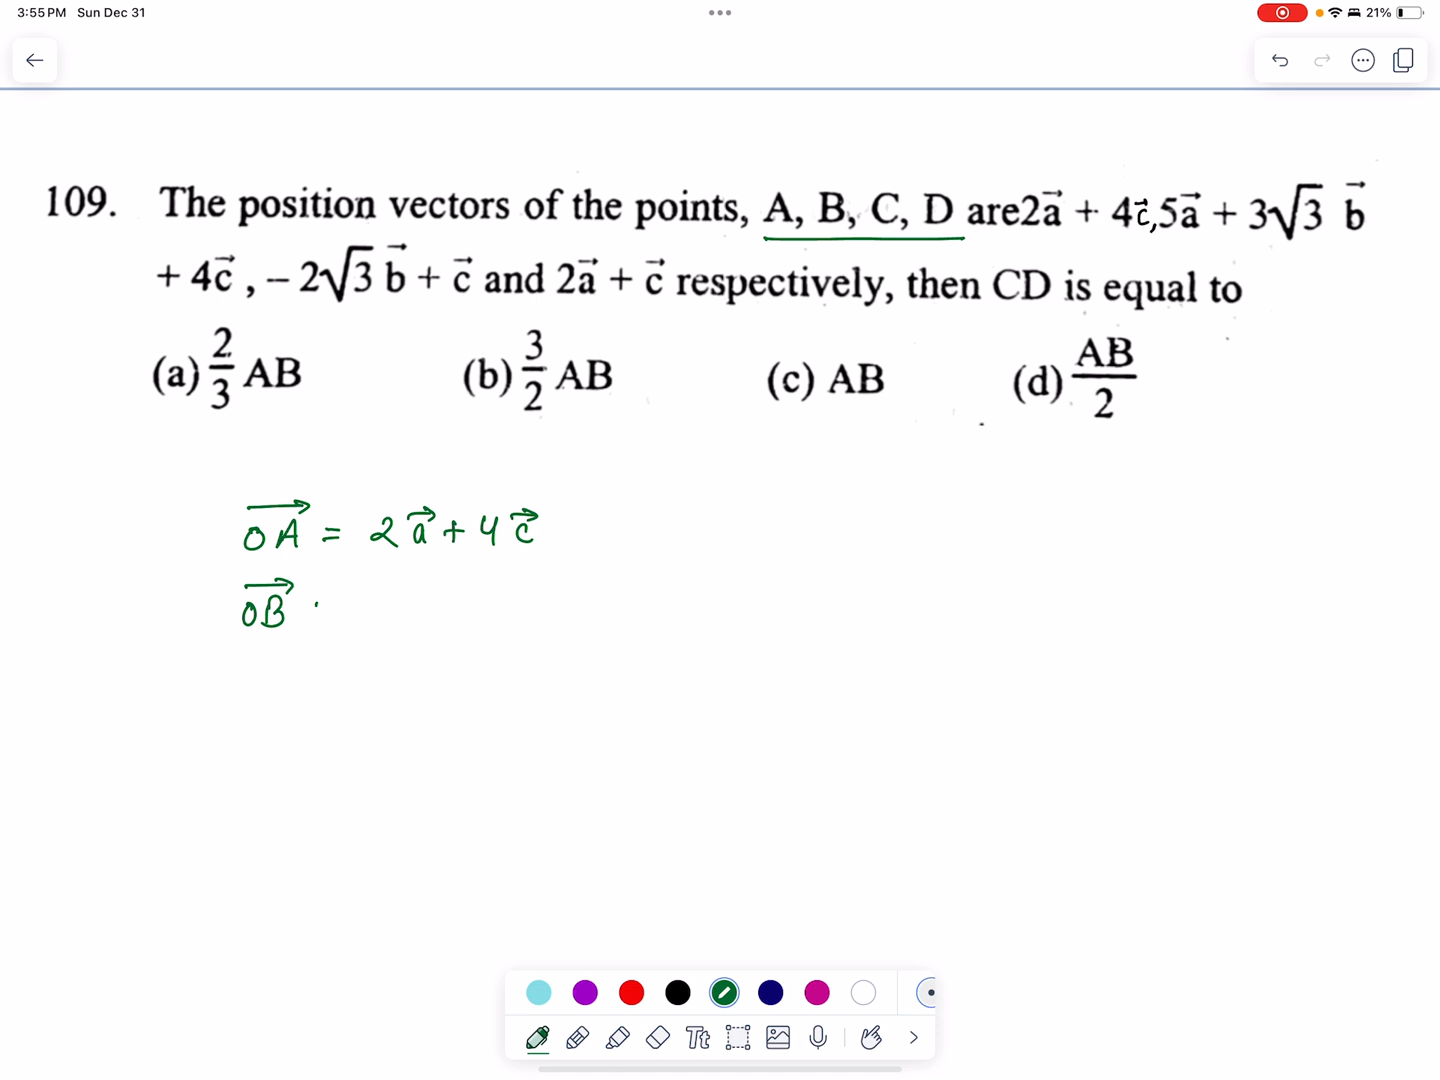 3:55 PM Sun Dec 31
21%
109. The position vectors of the points, A, B, C, D are2a⃗ + 4c⃗,5a⃗ + 3√3 b⃗
+ 4c⃗ , – 2√3 b⃗ + c⃗ and 2a⃗ + c⃗ respectively, then CD is equal to
(a) 2/3 AB (b) 3/2 AB (c) AB (d) AB/2
OA⃗ = 2a⃗ + 4c⃗
OB⃗
Tt